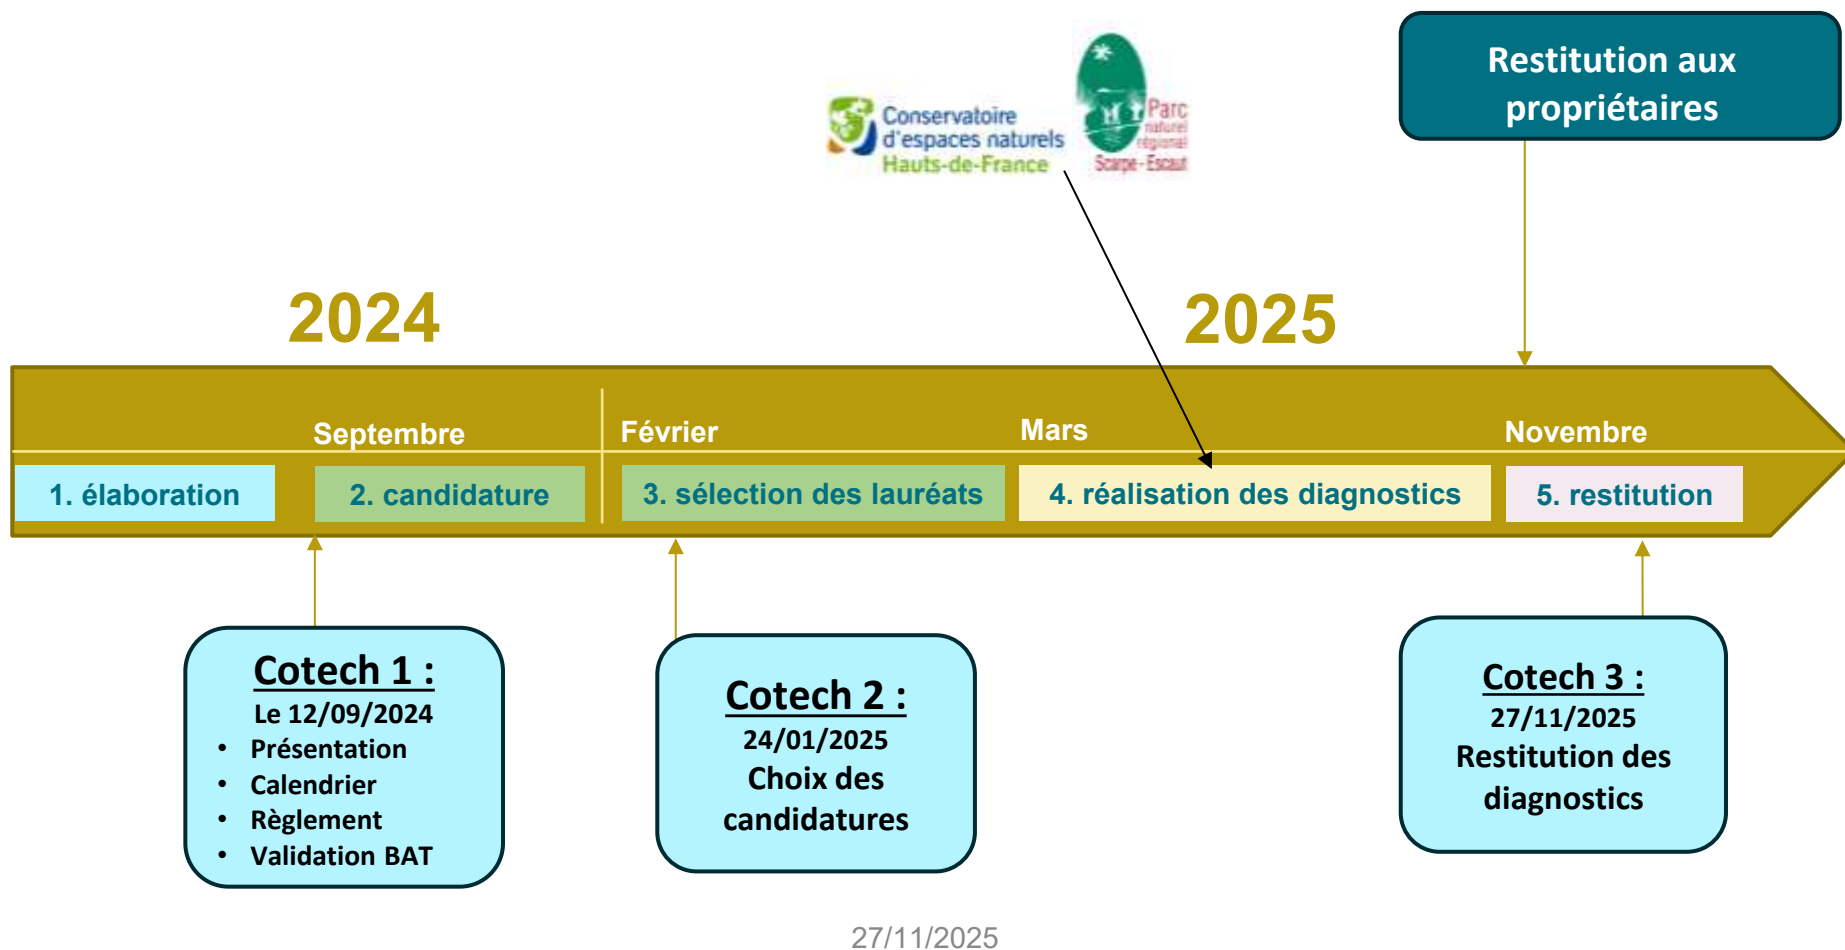 Restitution aux
propriétaires
Conservatoire
d'espaces naturels
Hauts-de-France
Parc
naturel
régional
Scarpe-Escaut
2024
2025
Septembre
Février
Mars
Novembre
1. élaboration
2. candidature
3. sélection des lauréats
4. réalisation des diagnostics
5. restitution
Cotech 1 :
Le 12/09/2024
• Présentation
• Calendrier
• Règlement
• Validation BAT
Cotech 2 :
24/01/2025
Choix des
candidatures
Cotech 3 :
27/11/2025
Restitution des
diagnostics
27/11/2025